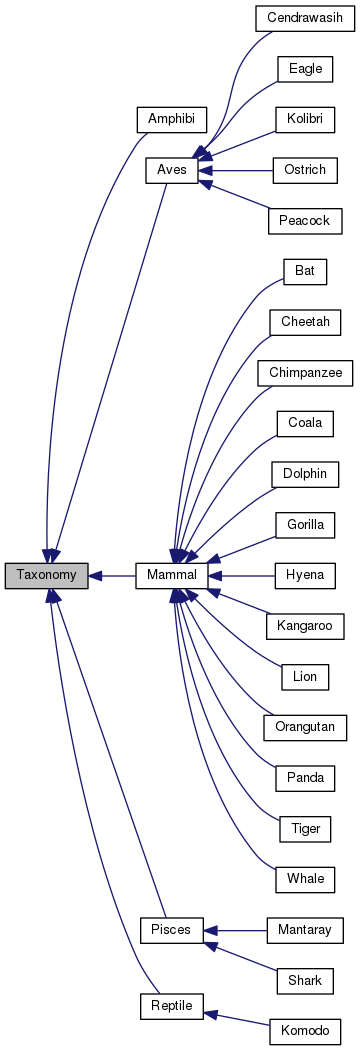 Cendrawasih
Eagle
Amphibi
Kolibri
Aves
Ostrich
Peacock
Bat
Cheetah
Chimpanzee
Coala
Dolphin
Gorilla
Taxonomy
Mammal
Hyena
Kangaroo
Lion
Orangutan
Panda
Tiger
Whale
Pisces
Mantaray
Shark
Reptile
Komodo